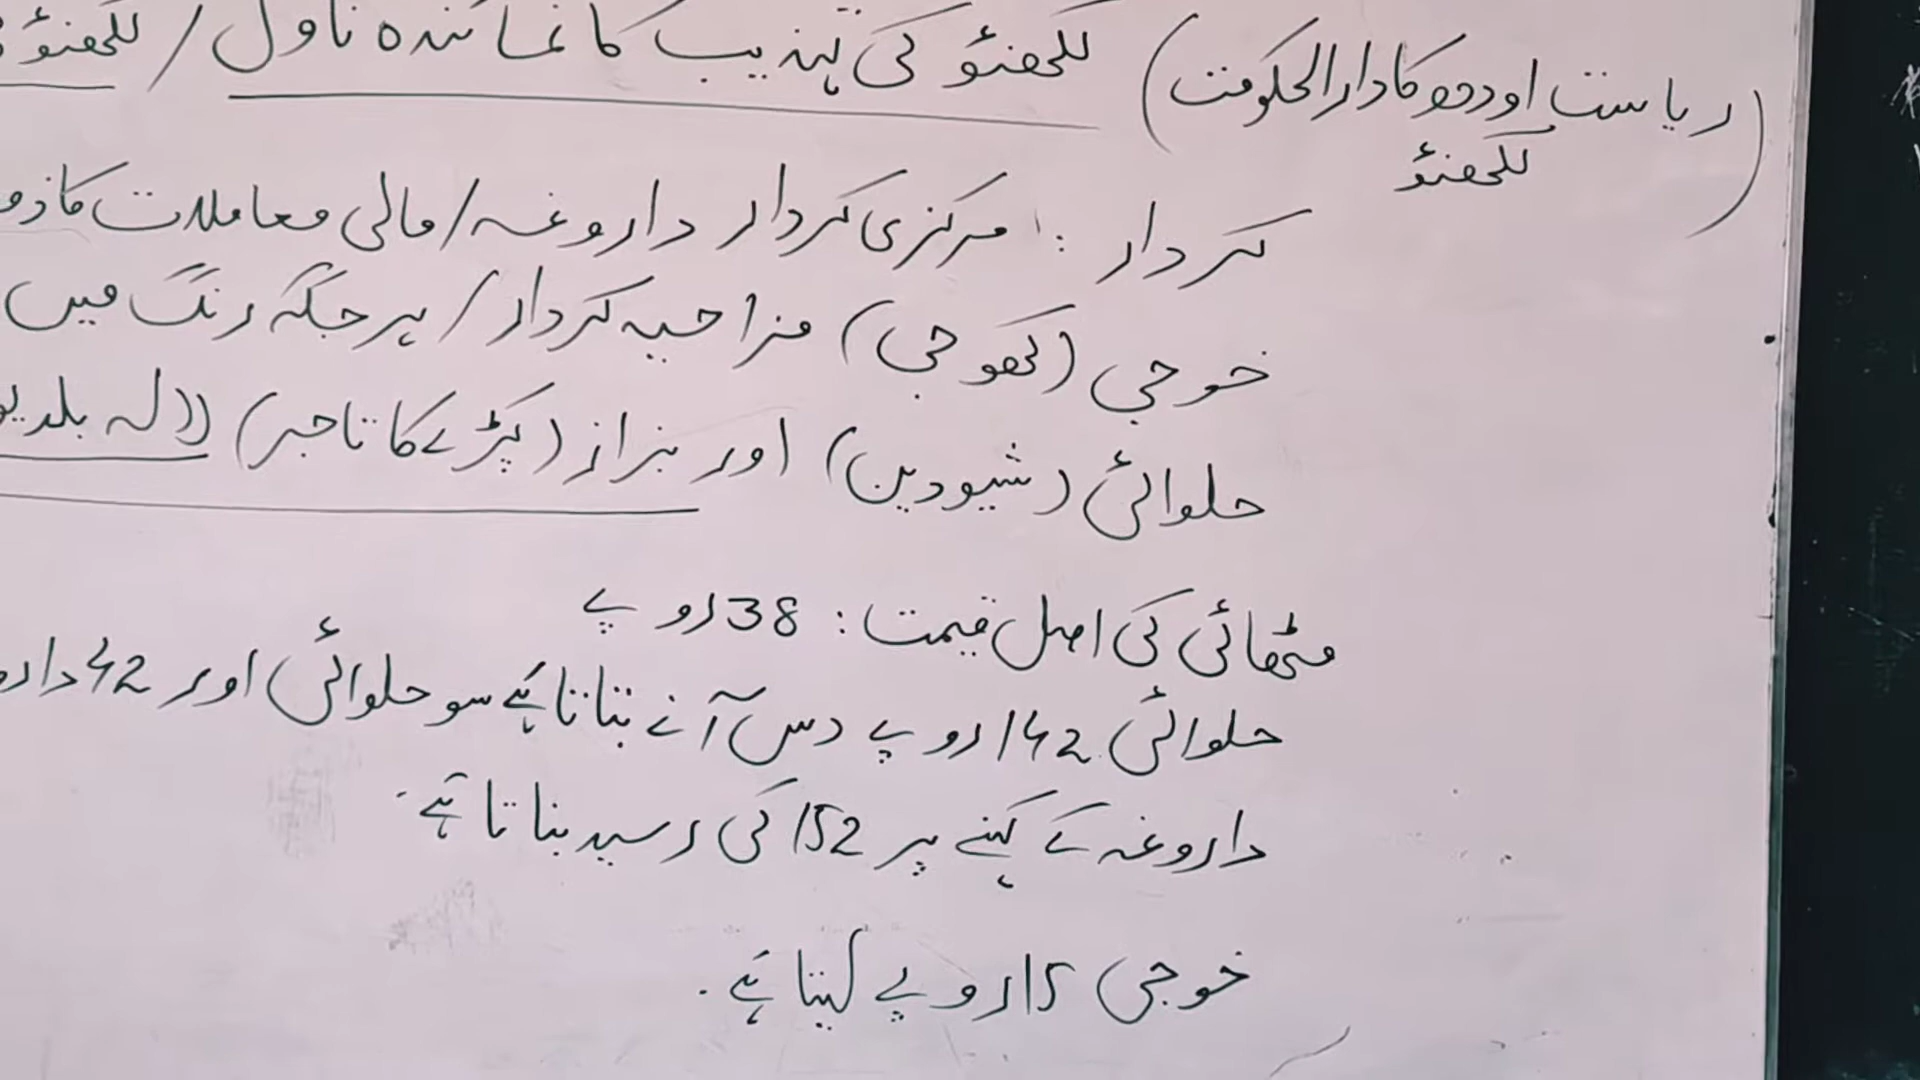 (ریاست اودھ کا دارالحکومت) لکھنؤ کی تہذیب کا نمائندہ ناول / لکھنؤ
لکھنؤ
کردار : مرکزی کردار داروغہ / مالی معاملات کا
خوجی (کھوجی) مزاحیہ کردار / ہر جگہ رنگ میں
حلوائی (شیودین) اور بزاز (کپڑے کا تاجر) لالہ
مٹھائی کی اصل قیمت : 38 روپے
حلوائی 142 روپے دس آنے بتاتا ہے سو حلوائی اور 42
داروغہ کے کہنے پر 152 کی رسید بناتا ہے۔
خوجی 15 روپے لیتا ہے۔